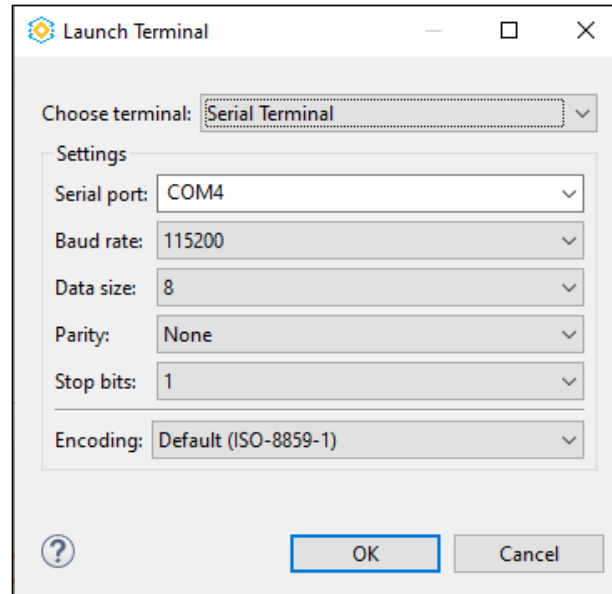 Launch Terminal
Choose terminal: Serial Terminal
Settings
Serial port: COM4
Baud rate: 115200
Data size: 8
Parity: None
Stop bits: 1
Encoding: Default (ISO-8859-1)
? OK Cancel